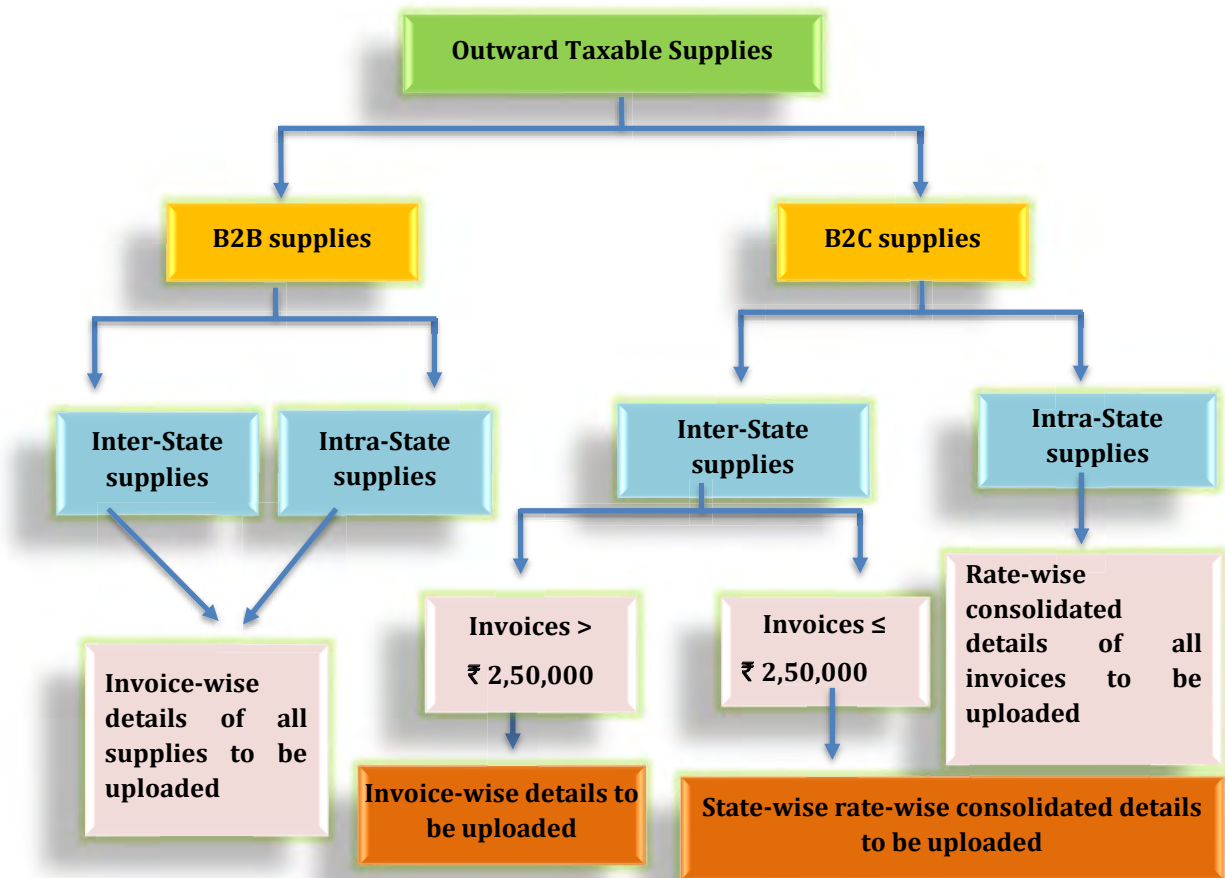 Outward Taxable Supplies
B2B supplies
B2C supplies
Inter-State
supplies
Intra-State
supplies
Inter-State
supplies
Intra-State
supplies
Invoice-wise
details of all
supplies to be
uploaded
Invoices >
₹ 2,50,000
Invoices ≤
₹ 2,50,000
Rate-wise
consolidated
details of all
invoices to be
uploaded
Invoice-wise details to
be uploaded
State-wise rate-wise consolidated details
to be uploaded